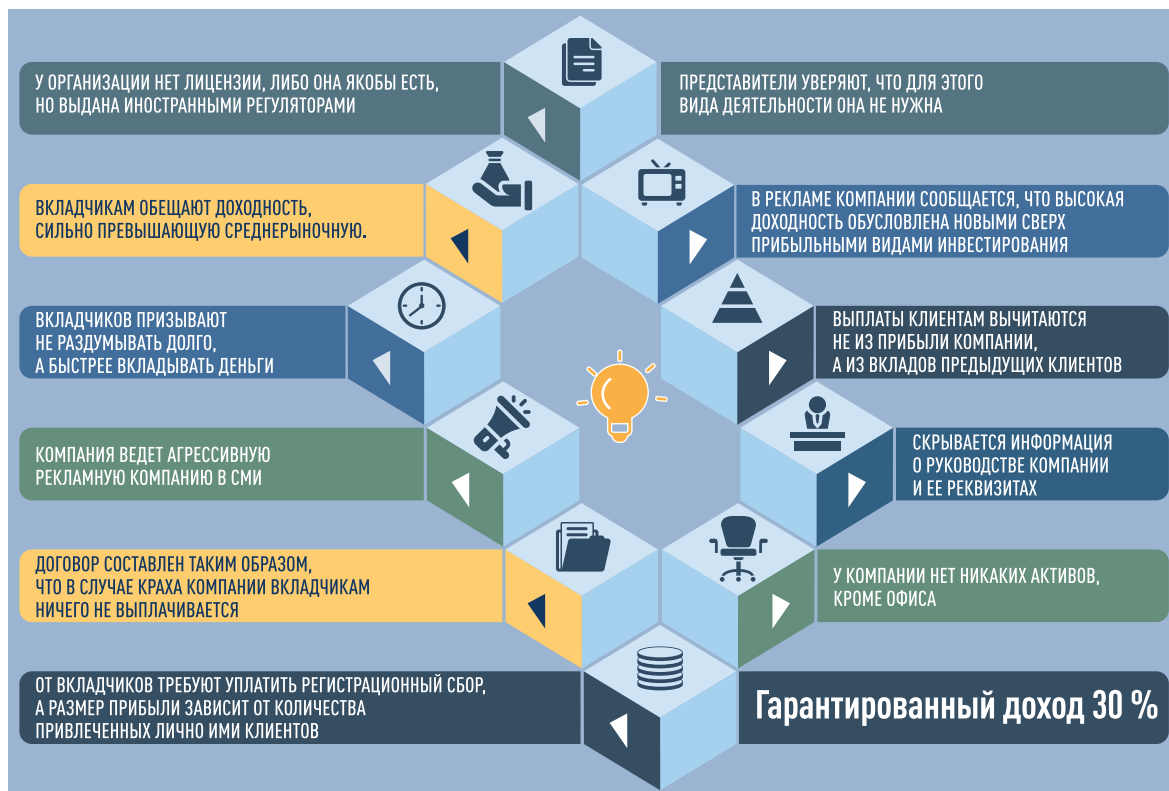 У ОРГАНИЗАЦИИ НЕТ ЛИЦЕНЗИИ, ЛИБО ОНА ЯКОБЫ ЕСТЬ,
НО ВЫДАНА ИНОСТРАННЫМИ РЕГУЛЯТОРАМИ
ПРЕДСТАВИТЕЛИ УВЕРЯЮТ, ЧТО ДЛЯ ЭТОГО
ВИДА ДЕЯТЕЛЬНОСТИ ОНА НЕ НУЖНА
ВКЛАДЧИКАМ ОБЕЩАЮТ ДОХОДНОСТЬ,
СИЛЬНО ПРЕВЫШАЮЩУЮ СРЕДНЕРЫНОЧНУЮ.
В РЕКЛАМЕ КОМПАНИИ СООБЩАЕТСЯ, ЧТО ВЫСОКАЯ
ДОХОДНОСТЬ ОБУСЛОВЛЕНА НОВЫМИ СВЕРХ
ПРИБЫЛЬНЫМИ ВИДАМИ ИНВЕСТИРОВАНИЯ
ВКЛАДЧИКОВ ПРИЗЫВАЮТ
НЕ РАЗДУМЫВАТЬ ДОЛГО,
А БЫСТРЕЕ ВКЛАДЫВАТЬ ДЕНЬГИ
ВЫПЛАТЫ КЛИЕНТАМ ВЫЧИТАЮТСЯ
НЕ ИЗ ПРИБЫЛИ КОМПАНИИ,
А ИЗ ВКЛАДОВ ПРЕДЫДУЩИХ КЛИЕНТОВ
КОМПАНИЯ ВЕДЕТ АГРЕССИВНУЮ
РЕКЛАМНУЮ КОМПАНИЮ В СМИ
СКРЫВАЕТСЯ ИНФОРМАЦИЯ
О РУКОВОДСТВЕ КОМПАНИИ
И ЕЕ РЕКВИЗИТАХ
ДОГОВОР СОСТАВЛЕН ТАКИМ ОБРАЗОМ,
ЧТО В СЛУЧАЕ КРАХА КОМПАНИИ ВКЛАДЧИКАМ
НИЧЕГО НЕ ВЫПЛАЧИВАЕТСЯ
У КОМПАНИИ НЕТ НИКАКИХ АКТИВОВ,
КРОМЕ ОФИСА
ОТ ВКЛАДЧИКОВ ТРЕБУЮТ УПЛАТИТЬ РЕГИСТРАЦИОННЫЙ СБОР,
А РАЗМЕР ПРИБЫЛИ ЗАВИСИТ ОТ КОЛИЧЕСТВА
ПРИВЛЕЧЕННЫХ ЛИЧНО ИМИ КЛИЕНТОВ
Гарантированный доход 30 %